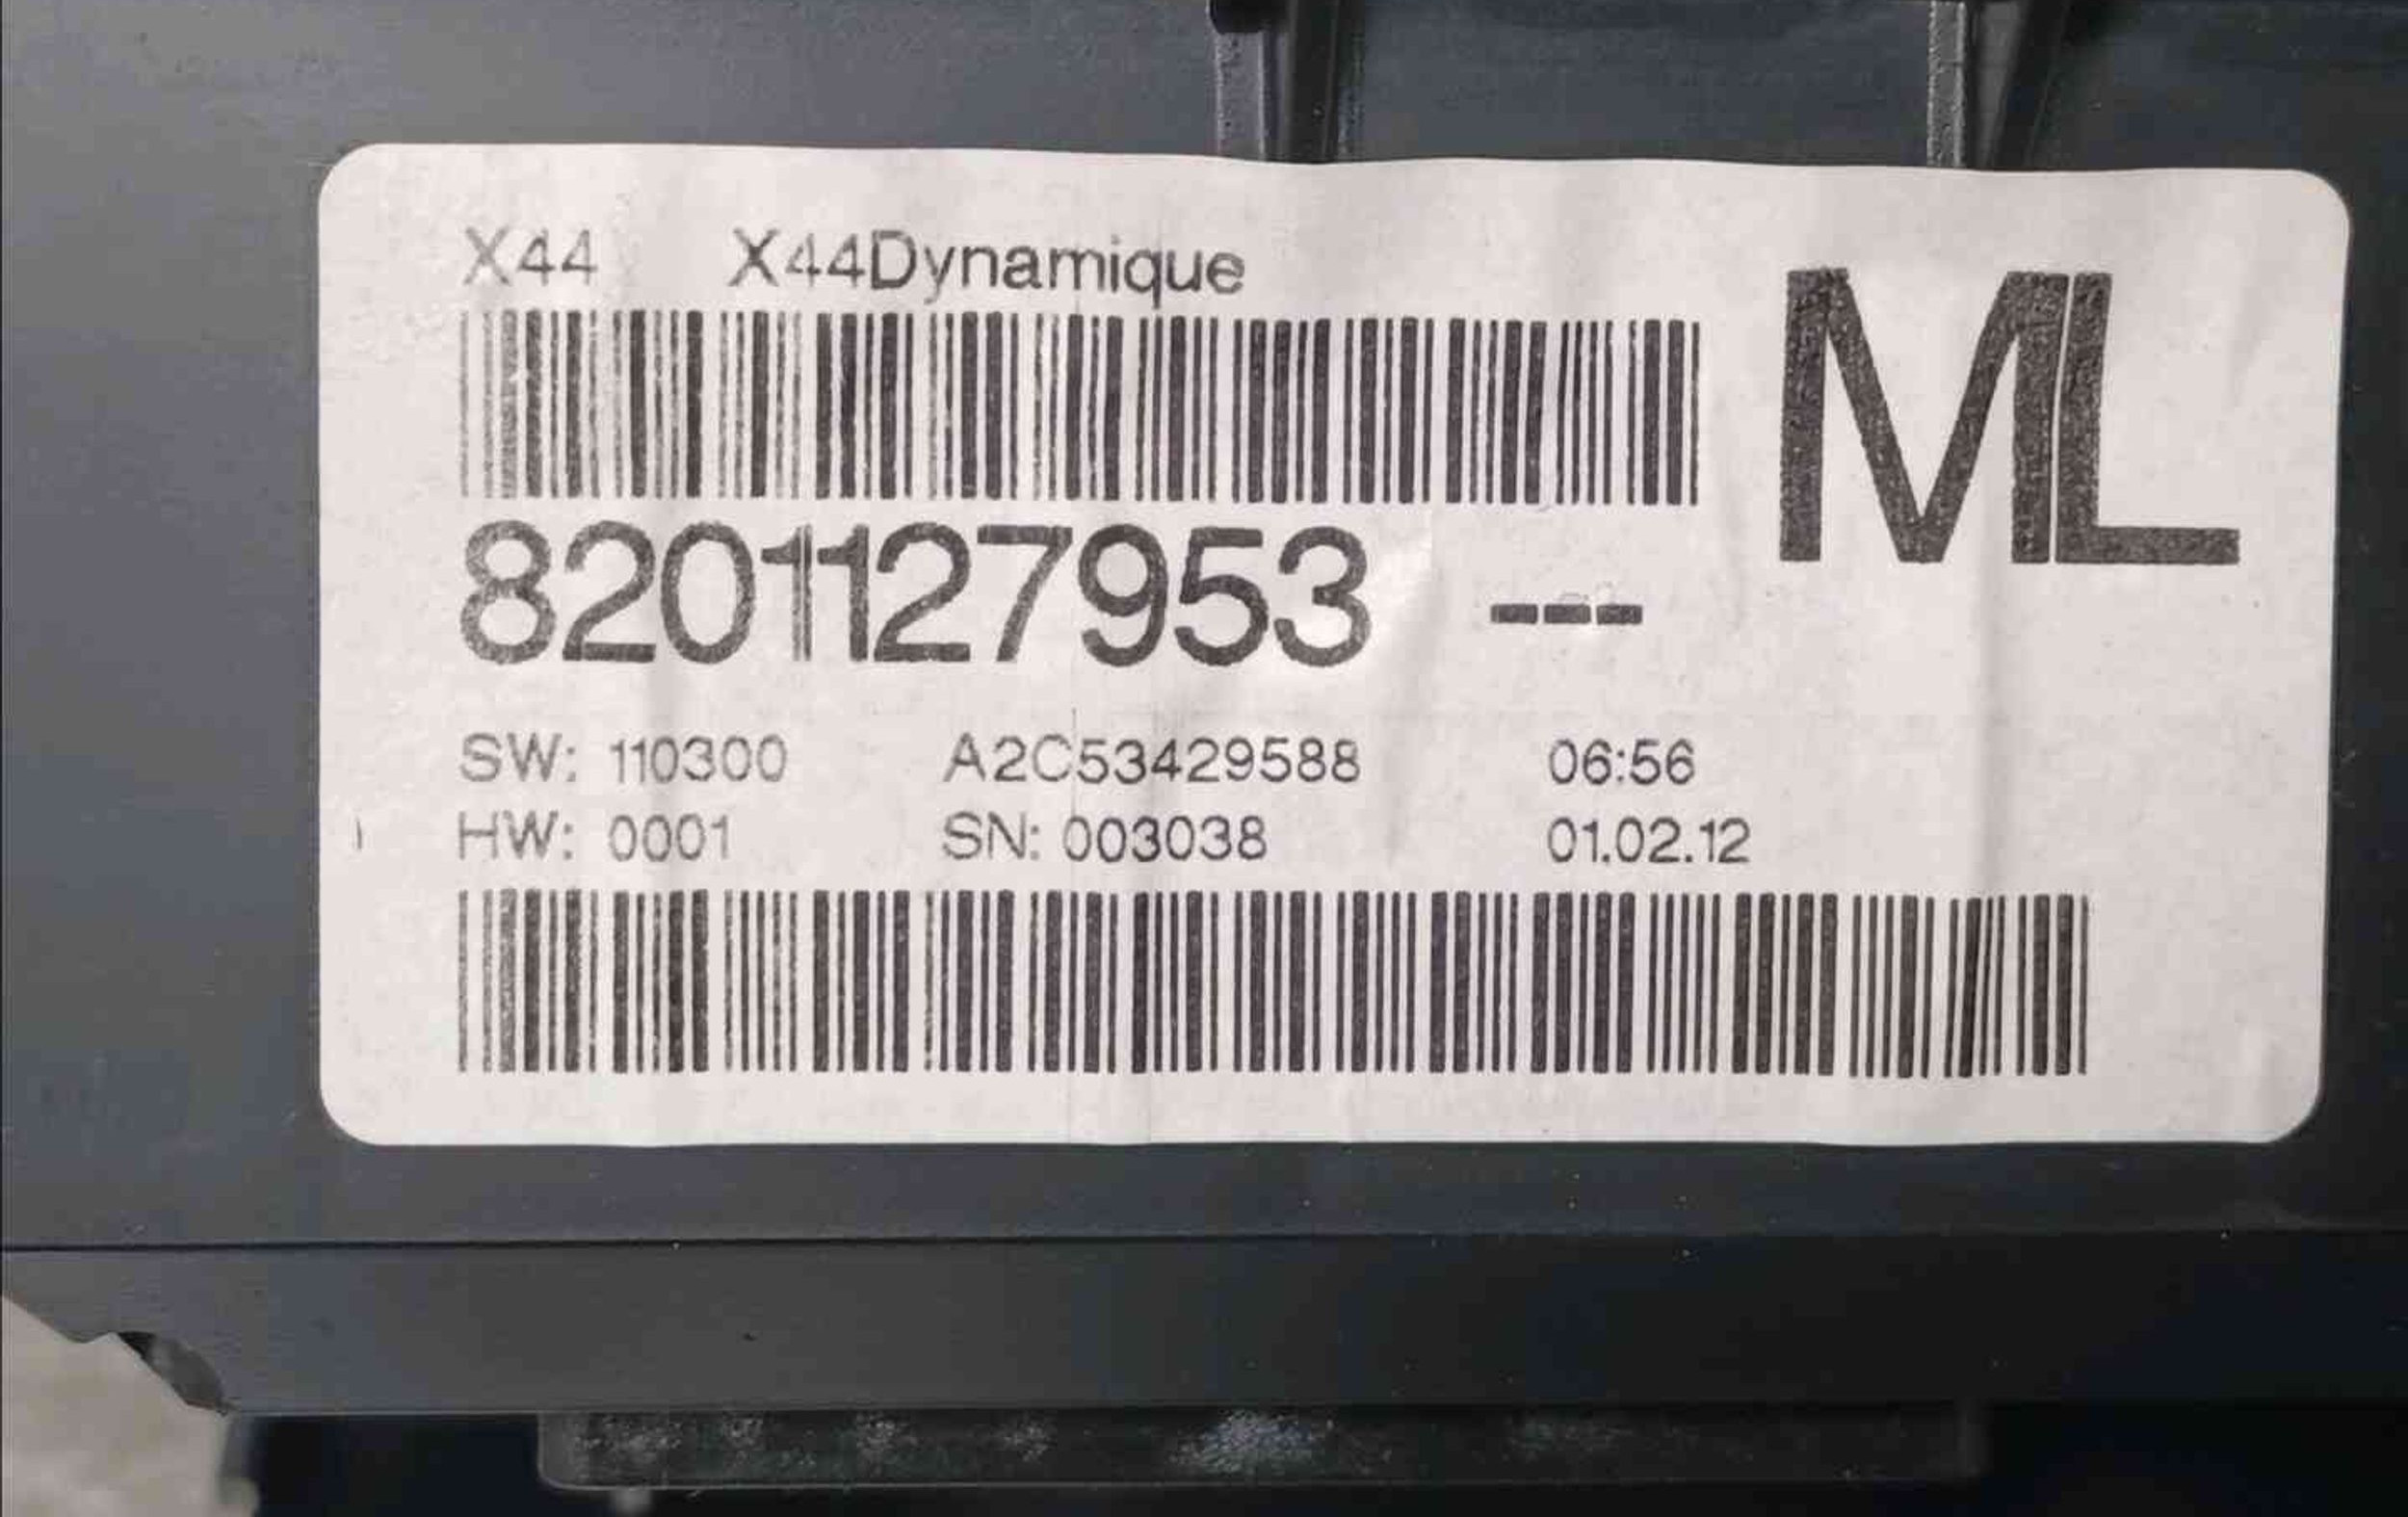 X44 X44Dynamique
ML
8201127953 ---
SW: 110300 A2C53429588 06:56
HW: 0001 SN: 003038 01.02.12